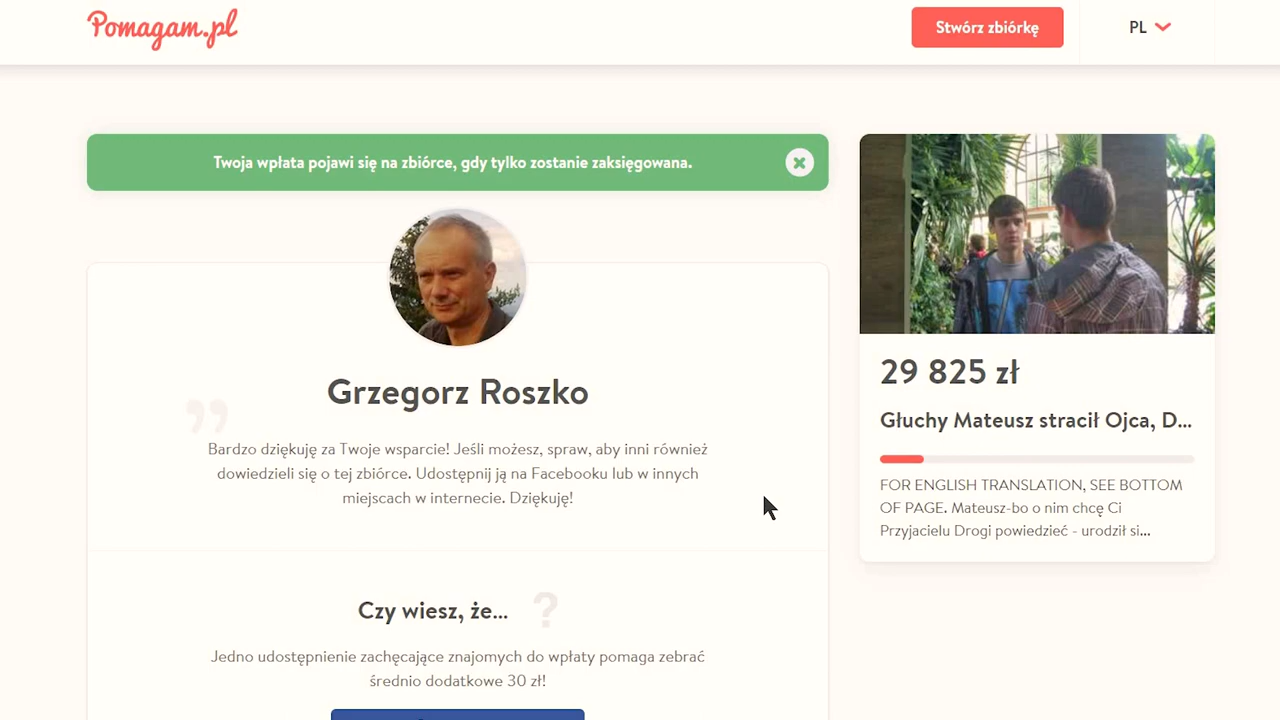 Pomagam.pl
Stwórz zbiórkę
PL
Twoja wpłata pojawi się na zbiórce, gdy tylko zostanie zaksięgowana.
Grzegorz Roszko
Bardzo dziękuję za Twoje wsparcie! Jeśli możesz, spraw, aby inni również
dowiedzieli się o tej zbiórce. Udostępnij ją na Facebooku lub w innych
miejscach w internecie. Dziękuję!
Czy wiesz, że...
?
Jedno udostępnienie zachęcające znajomych do wpłaty pomaga zebrać
średnio dodatkowe 30 zł!
29 825 zł
Głuchy Mateusz stracił Ojca, D...
FOR ENGLISH TRANSLATION, SEE BOTTOM
OF PAGE. Mateusz-bo o nim chcę Ci
Przyjacielu Drogi powiedzieć - urodził si...